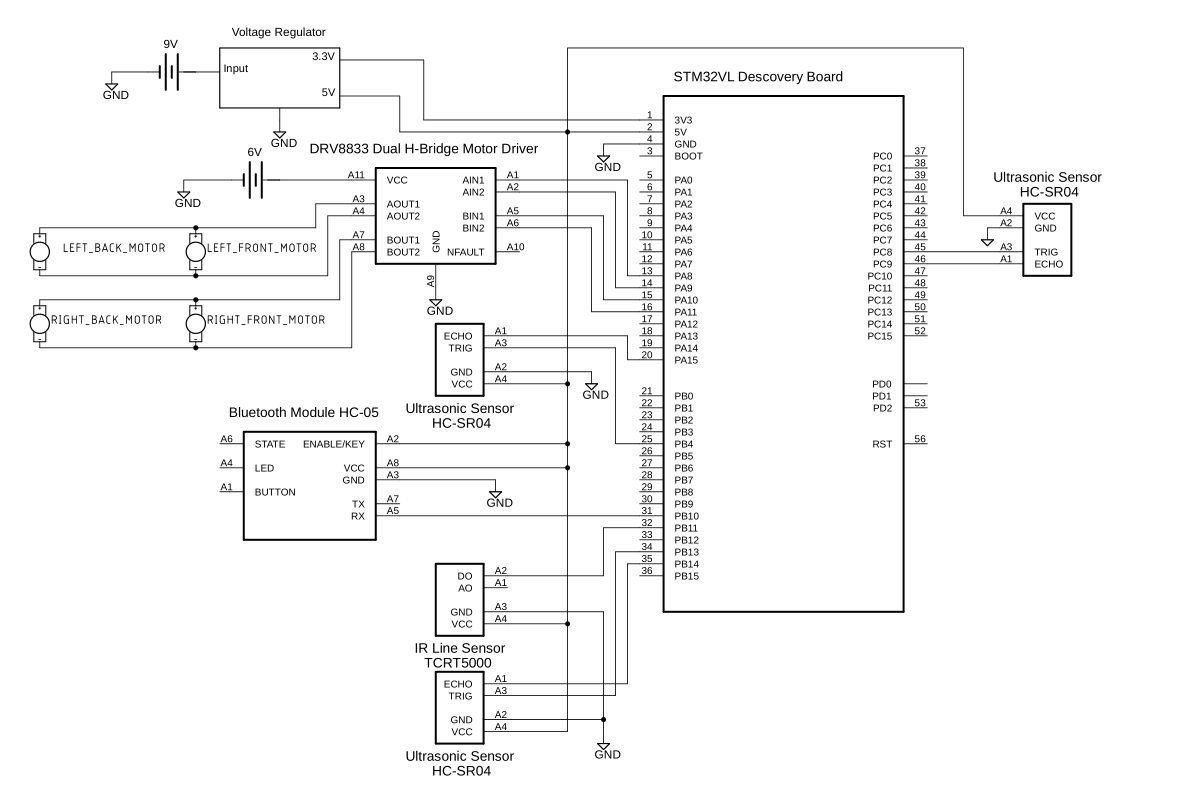 Voltage Regulator
9V
Input
3.3V
5V
GND
GND
6V
GND
DRV8833 Dual H-Bridge Motor Driver
A11 VCC AIN1 A1
AIN2 A2
A3 AOUT1
A4 AOUT2 BIN1 A5
BIN2 A6
A7 BOUT1
A8 BOUT2 GND NFAULT A10
A9
GND
LEFT_BACK_MOTOR LEFT_FRONT_MOTOR
RIGHT_BACK_MOTOR RIGHT_FRONT_MOTOR
ECHO A1
TRIG A3
GND A2
VCC A4
GND
Ultrasonic Sensor
HC-SR04
Bluetooth Module HC-05
A6 STATE ENABLE/KEY A2
A4 LED VCC A8
GND A3
A1 BUTTON
TX A7
RX A5
GND
DO A2
AO A1
GND A3
VCC A4
IR Line Sensor
TCRT5000
ECHO A1
TRIG A3
GND A2
VCC A4
GND
Ultrasonic Sensor
HC-SR04
STM32VL Descovery Board
1 3V3
2 5V
4 GND
3 BOOT
GND
5 PA0
6 PA1
7 PA2
8 PA3
9 PA4
10 PA5
11 PA6
12 PA7
13 PA8
14 PA9
15 PA10
16 PA11
17 PA12
18 PA13
19 PA14
20 PA15
21 PB0
22 PB1
23 PB2
24 PB3
25 PB4
26 PB5
27 PB6
28 PB7
29 PB8
30 PB9
31 PB10
32 PB11
33 PB12
34 PB13
35 PB14
36 PB15
PC0 37
PC1 38
PC2 39
PC3 40
PC4 41
PC5 42
PC6 43
PC7 44
PC8 45
PC9 46
PC10 47
PC11 48
PC12 49
PC13 50
PC14 51
PC15 52
PD0
PD1
PD2 53
RST 56
Ultrasonic Sensor
HC-SR04
A4 VCC
A2 GND
A3 TRIG
A1 ECHO